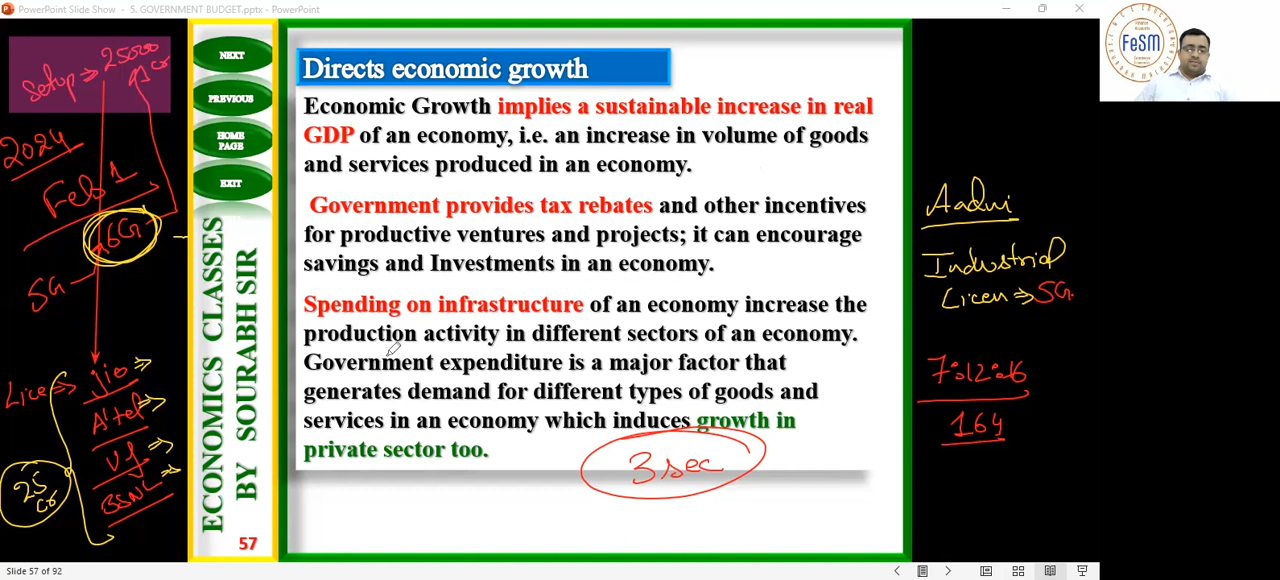 PowerPoint Slide Show - 5. GOVERNMENT BUDGET.pptx - PowerPoint
FeSM
Setup ⇒ 25000
2024
Feb 1
6G
5G
Jio ⇒
A'tel ⇒
⇒
BSNL ⇒
25
NEXT
PREVIOUS
HOME
PAGE
EXIT
ECONOMICS CLASSES
BY SOURABH SIR
57
Directs economic growth
Economic Growth implies a sustainable increase in real
GDP of an economy, i.e. an increase in volume of goods
and services produced in an economy.
Government provides tax rebates and other incentives
for productive ventures and projects; it can encourage
savings and Investments in an economy.
Spending on infrastructure of an economy increase the
production activity in different sectors of an economy.
Government expenditure is a major factor that
generates demand for different types of goods and
services in an economy which induces growth in
private sector too.
3 sec
Industrial
Licen ⇒ 5G
164
Slide 57 of 92